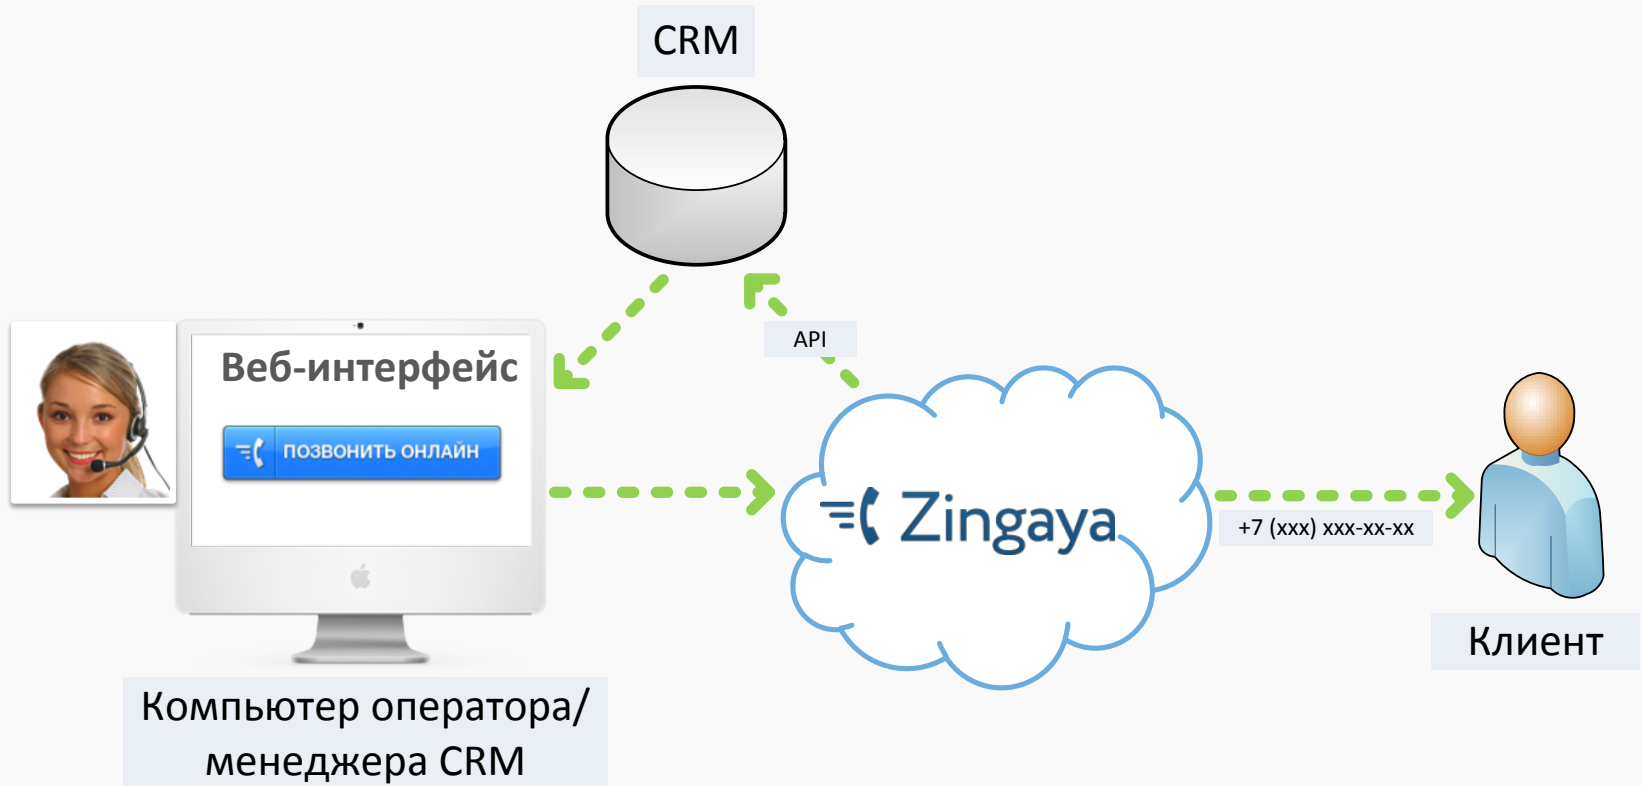 CRM
API
Веб-интерфейс
ПОЗВОНИТЬ ОНЛАЙН
Zingaya
+7 (xxx) xxx-xx-xx
Клиент
Компьютер оператора/
менеджера CRM